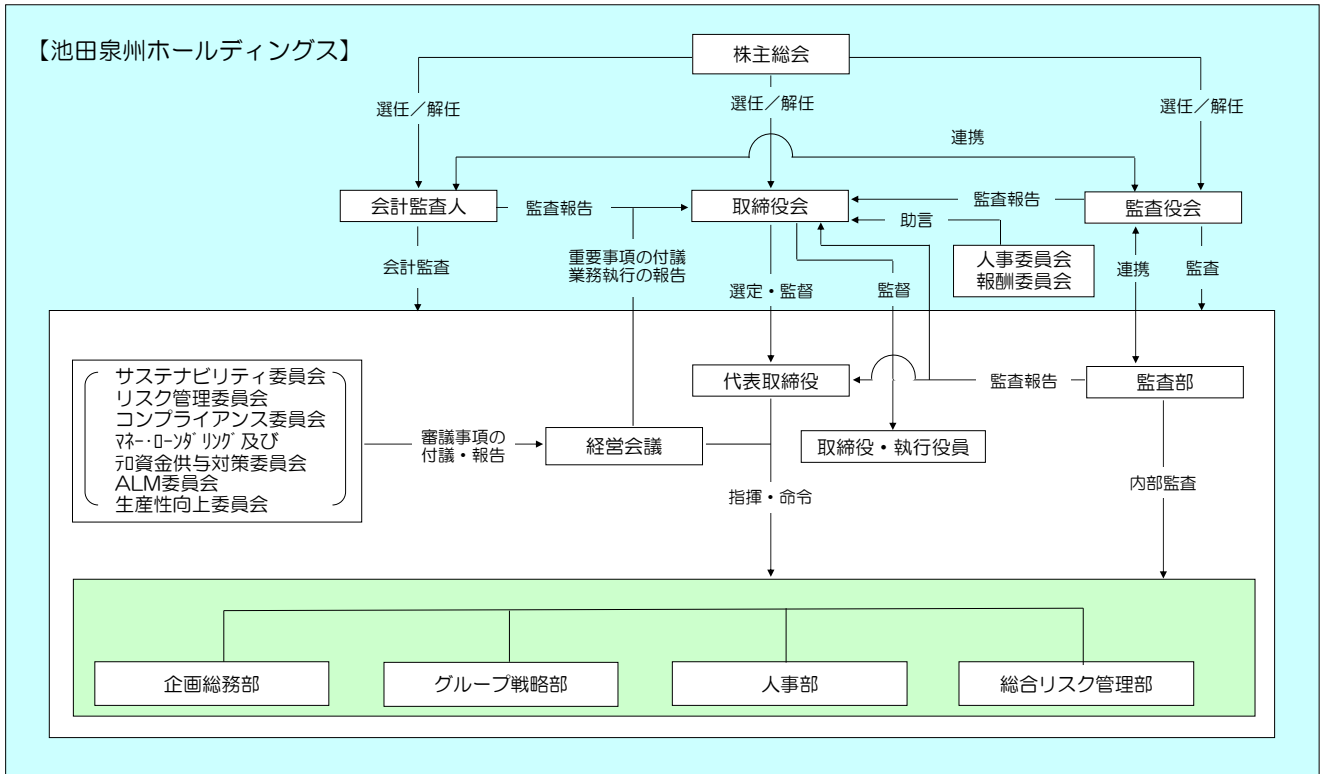 【池田泉州ホールディングス】
株主総会
選任／解任
選任／解任
選任／解任
連携
会計監査人
監査報告
取締役会
監査報告
監査役会
助言
人事委員会
報酬委員会
会計監査
重要事項の付議
業務執行の報告
選定・監督
監督
連携
監査
サステナビリティ委員会
リスク管理委員会
コンプライアンス委員会
ﾏﾈｰ･ﾛｰﾝﾀﾞﾘﾝｸﾞ及び
ﾃﾛ資金供与対策委員会
ALM委員会
生産性向上委員会
審議事項の
付議・報告
経営会議
代表取締役
監査報告
監査部
取締役・執行役員
指揮・命令
内部監査
企画総務部
グループ戦略部
人事部
総合リスク管理部